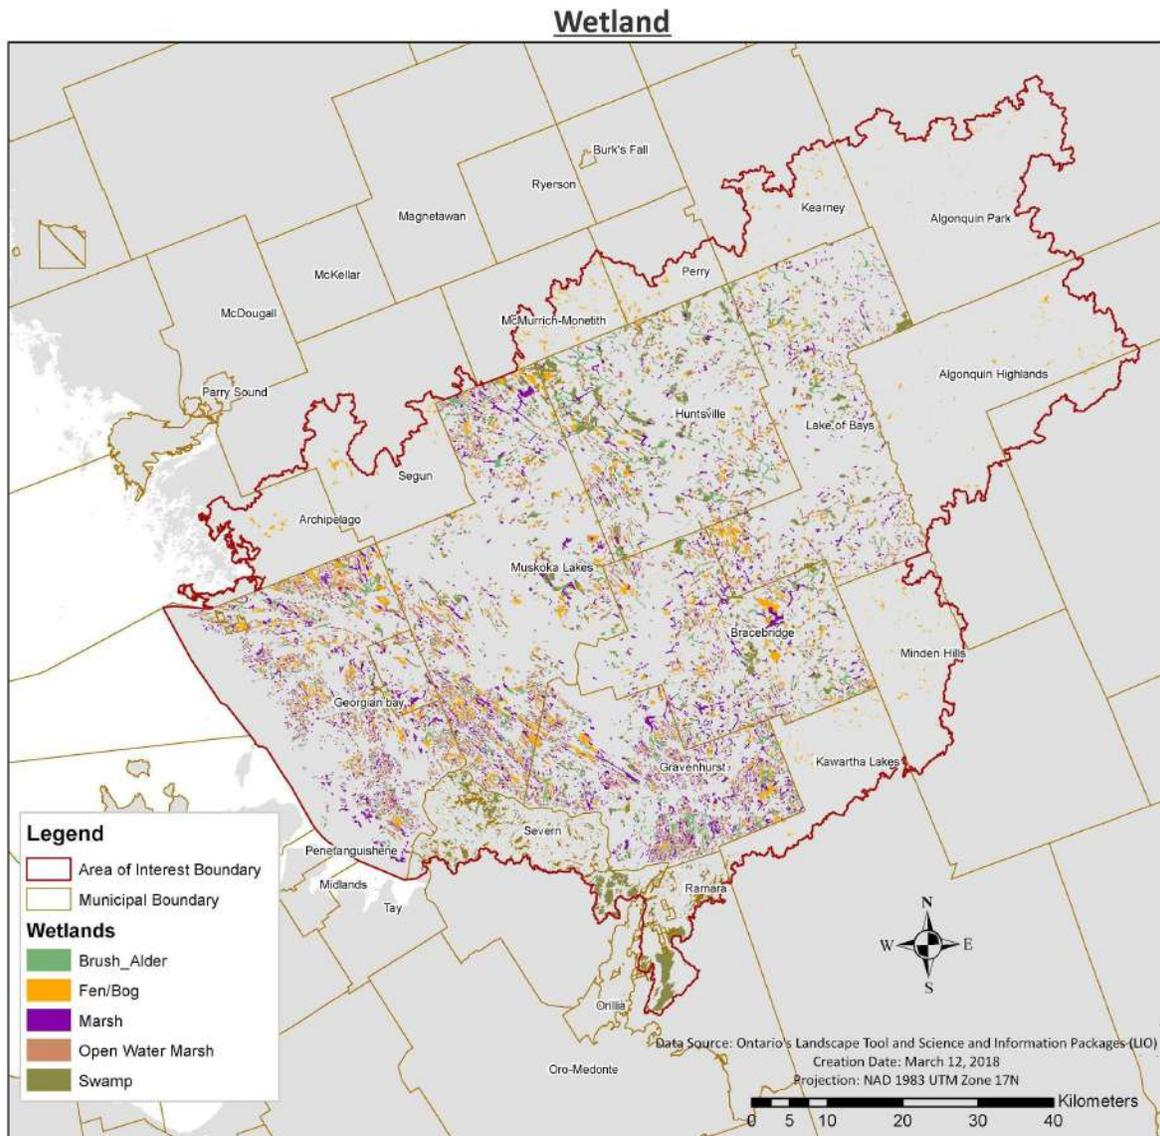 Wetland
Burk's Fall
Ryerson
Kearney
Magnetawan
Algonquin Park
McKellar
Perry
McDougall
McMurrich-Monetith
Algonquin Highlands
Parry Sound
Huntsville
Lake of Bays
Segun
Archipelago
Muskoka Lakes
Bracebridge
Minden Hills
Georgian bay
Gravenhurst
Kawartha Lakes
Severn
Penetanguishene
Midlands
Ramara
Tay
Orillia
Oro-Medonte
Legend
Area of Interest Boundary
Municipal Boundary
Wetlands
Brush_Alder
Fen/Bog
Marsh
Open Water Marsh
Swamp
N
W E
S
Data Source: Ontario's Landscape Tool and Science and Information Packages (LIO)
Creation Date: March 12, 2018
Projection: NAD 1983 UTM Zone 17N
Kilometers
0 5 10 20 30 40